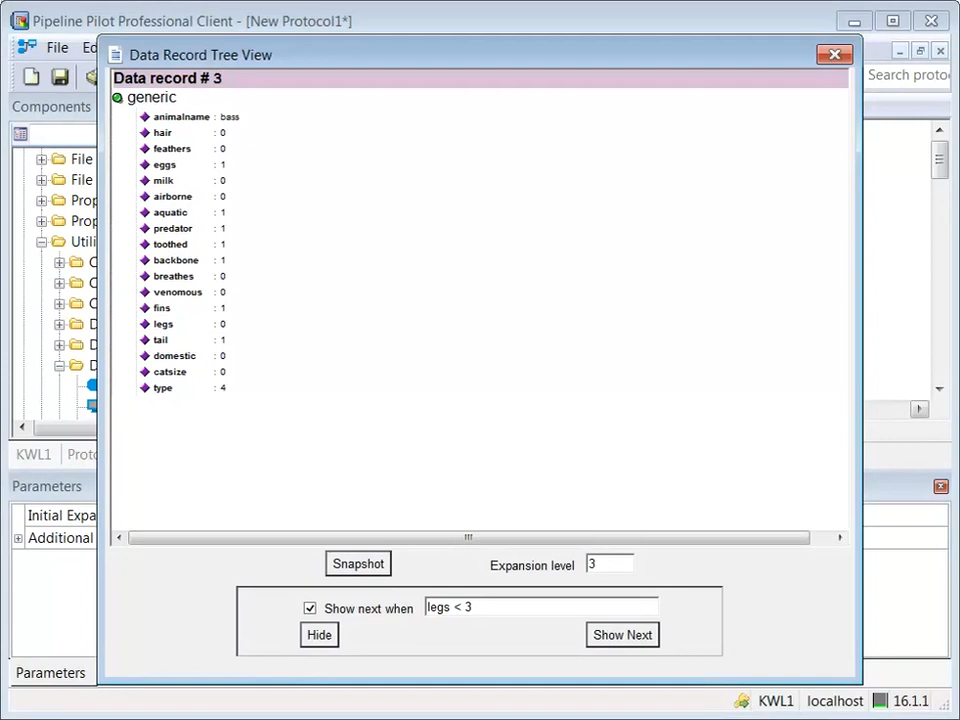 Pipeline Pilot Professional Client - [New Protocol1*]
File Ed
Data Record Tree View
Search proto
Components
Data record # 3
generic
animalname : bass
hair : 0
feathers : 0
eggs : 1
milk : 0
airborne : 0
aquatic : 1
predator : 1
toothed : 1
backbone : 1
breathes : 0
venomous : 0
fins : 1
legs : 0
tail : 1
domestic : 0
catsize : 0
type : 4
File
File
Prop
Prop
Utili
C
C
C
D
D
D
KWL1 Proto
Parameters
Initial Expa
Additional
Snapshot
Expansion level 3
Show next when legs < 3
Hide
Show Next
Parameters
KWL1 localhost 16.1.1